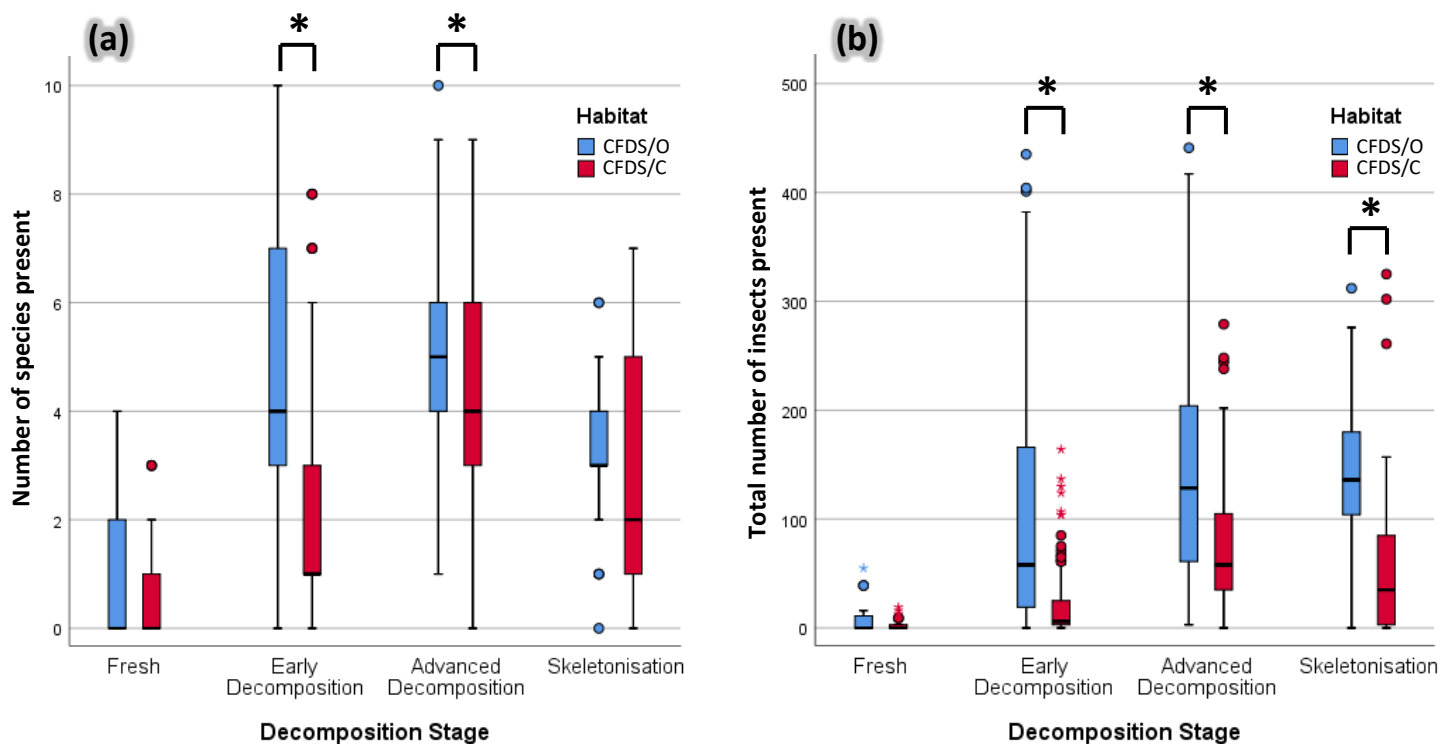 (a)
*
*
10
8
6
4
2
0
Number of species present
Habitat
CFDS/O
CFDS/C
Fresh
Early
Decomposition
Advanced
Decomposition
Skeletonisation
Decomposition Stage
(b)
*
*
*
500
400
300
200
100
0
Total number of insects present
Habitat
CFDS/O
CFDS/C
Fresh
Early
Decomposition
Advanced
Decomposition
Skeletonisation
Decomposition Stage